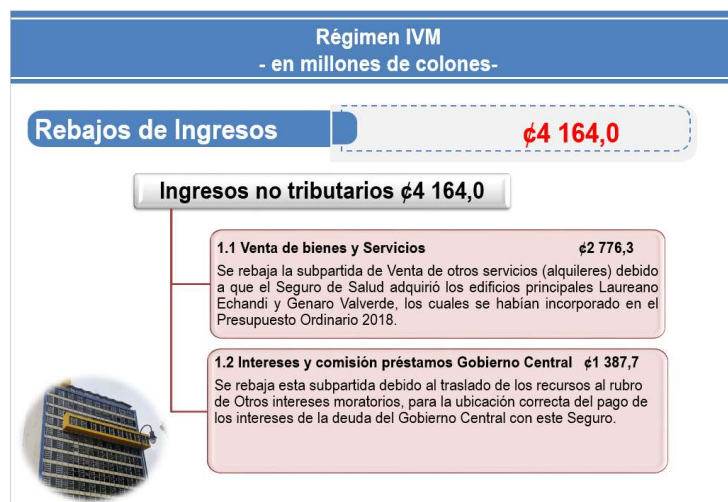 Régimen IVM
- en millones de colones-
Rebajos de Ingresos
¢4 164,0
Ingresos no tributarios ¢4 164,0
1.1 Venta de bienes y Servicios ¢2 776,3
Se rebaja la subpartida de Venta de otros servicios (alquileres) debido
a que el Seguro de Salud adquirió los edificios principales Laureano
Echandi y Genaro Valverde, los cuales se habían incorporado en el
Presupuesto Ordinario 2018.
1.2 Intereses y comisión préstamos Gobierno Central ¢1 387,7
Se rebaja esta subpartida debido al traslado de los recursos al rubro
de Otros intereses moratorios, para la ubicación correcta del pago de
los intereses de la deuda del Gobierno Central con este Seguro.